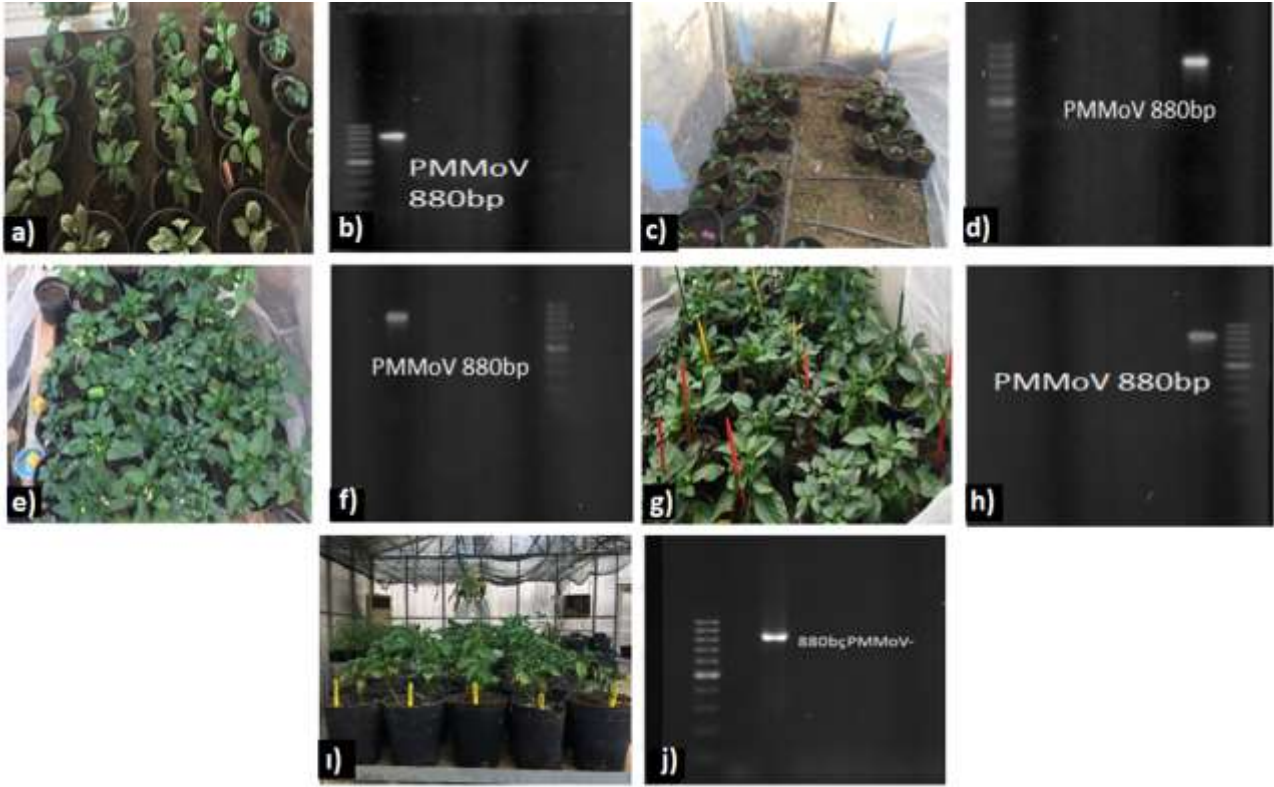 a)
b)
PMMoV
880bp
c)
d)
PMMoV 880bp
e)
f)
PMMoV 880bp
g)
h)
PMMoV 880bp
ı)
j)
880bçPMMoV-